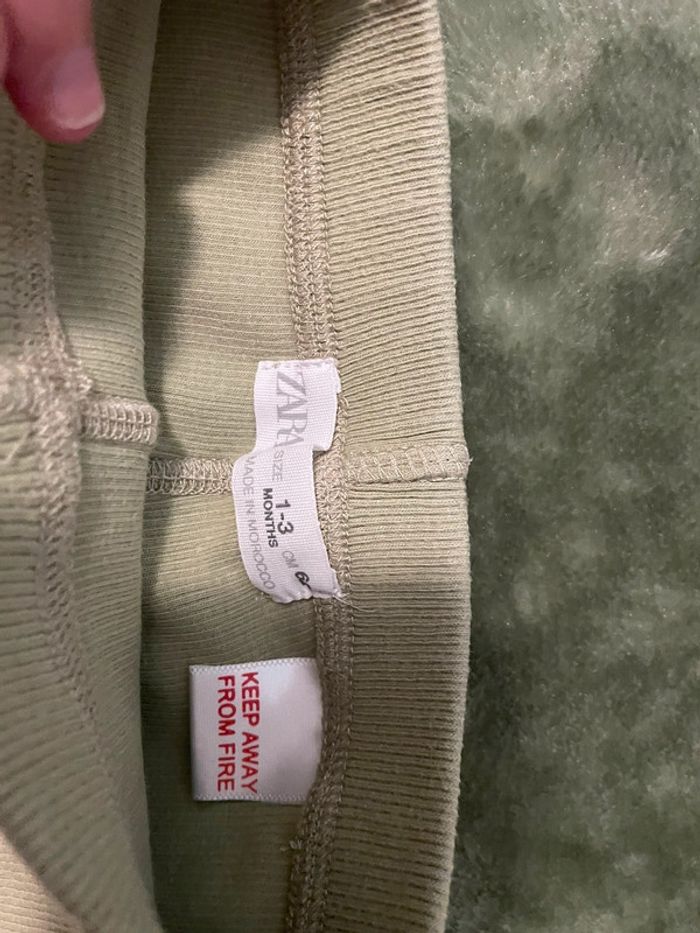 ZARA
SIZE 1-3 CM
MONTHS
MADE IN MOROCCO
KEEP AWAY
FROM FIRE